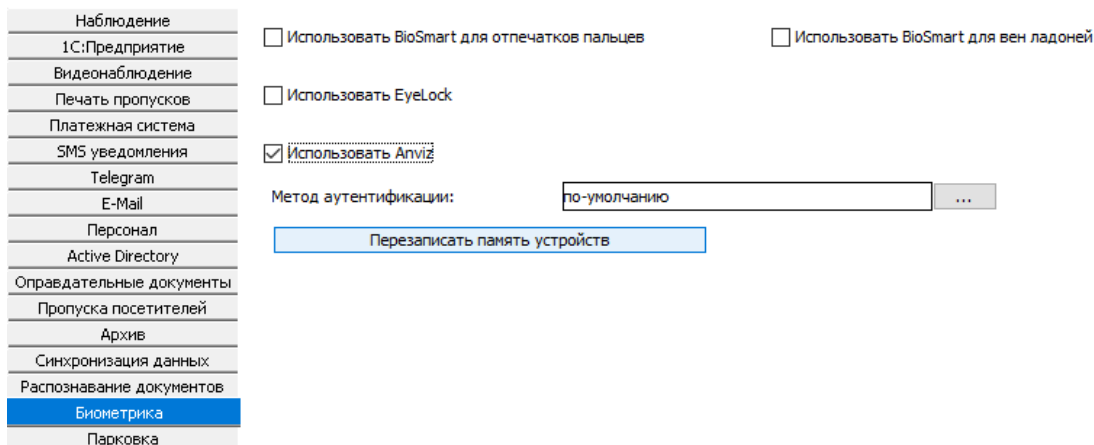 Наблюдение
1С:Предприятие
Видеонаблюдение
Печать пропусков
Платежная система
SMS уведомления
Telegram
E-Mail
Персонал
Active Directory
Оправдательные документы
Пропуска посетителей
Архив
Синхронизация данных
Распознавание документов
Биометрика
Парковка
Использовать BioSmart для отпечатков пальцев
Использовать BioSmart для вен ладоней
Использовать EyeLock
Использовать Anviz
Метод аутентификации: по-умолчанию ...
Перезаписать память устройств